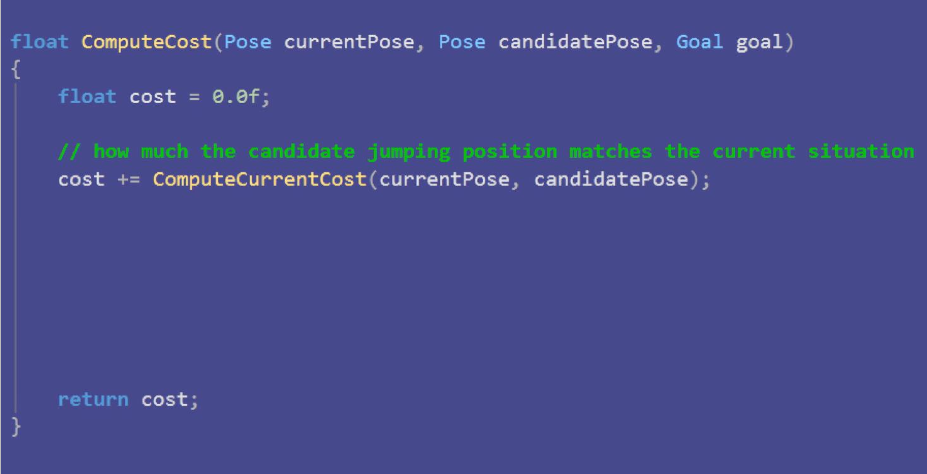 float ComputeCost(Pose currentPose, Pose candidatePose, Goal goal)
{
float cost = 0.0f;
// how much the candidate jumping position matches the current situation
cost += ComputeCurrentCost(currentPose, candidatePose);
return cost;
}